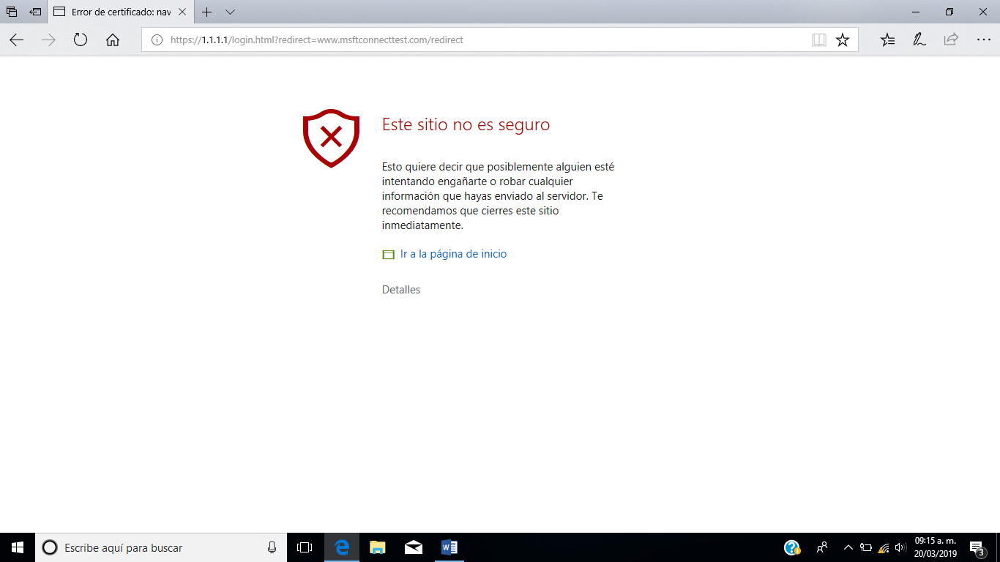 Error de certificado: nav
https://1.1.1.1/login.html?redirect=www.msftconnecttest.com/redirect
Este sitio no es seguro
Esto quiere decir que posiblemente alguien esté
intentando engañarte o robar cualquier
información que hayas enviado al servidor. Te
recomendamos que cierres este sitio
inmediatamente.
Ir a la página de inicio
Detalles
Escribe aquí para buscar
09:15 a. m.
20/03/2019
3